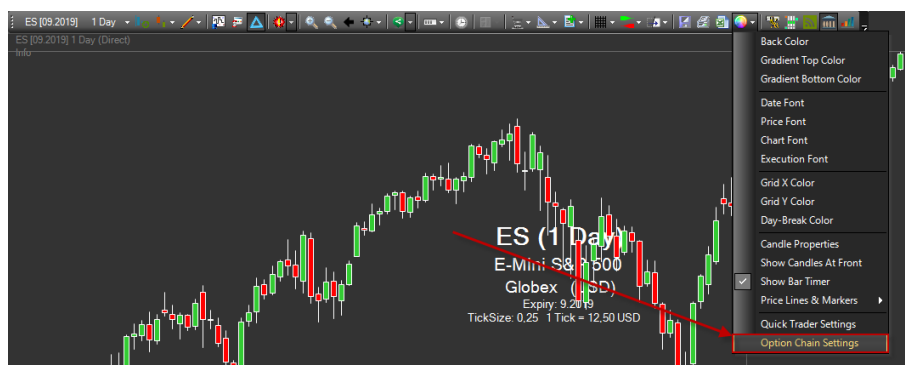 ES [09.2019] 1 Day
ES [09.2019] 1 Day (Direct)
Info
Back Color
Gradient Top Color
Gradient Bottom Color
Date Font
Price Font
Chart Font
Execution Font
Grid X Color
Grid Y Color
Day-Break Color
Candle Properties
Show Candles At Front
Show Bar Timer
Price Lines & Markers
Quick Trader Settings
Option Chain Settings
ES (1 Day)
E-Mini S&P 500
Globex (USD)
Expiry: 9.2019
TickSize: 0,25 1 Tick = 12,50 USD